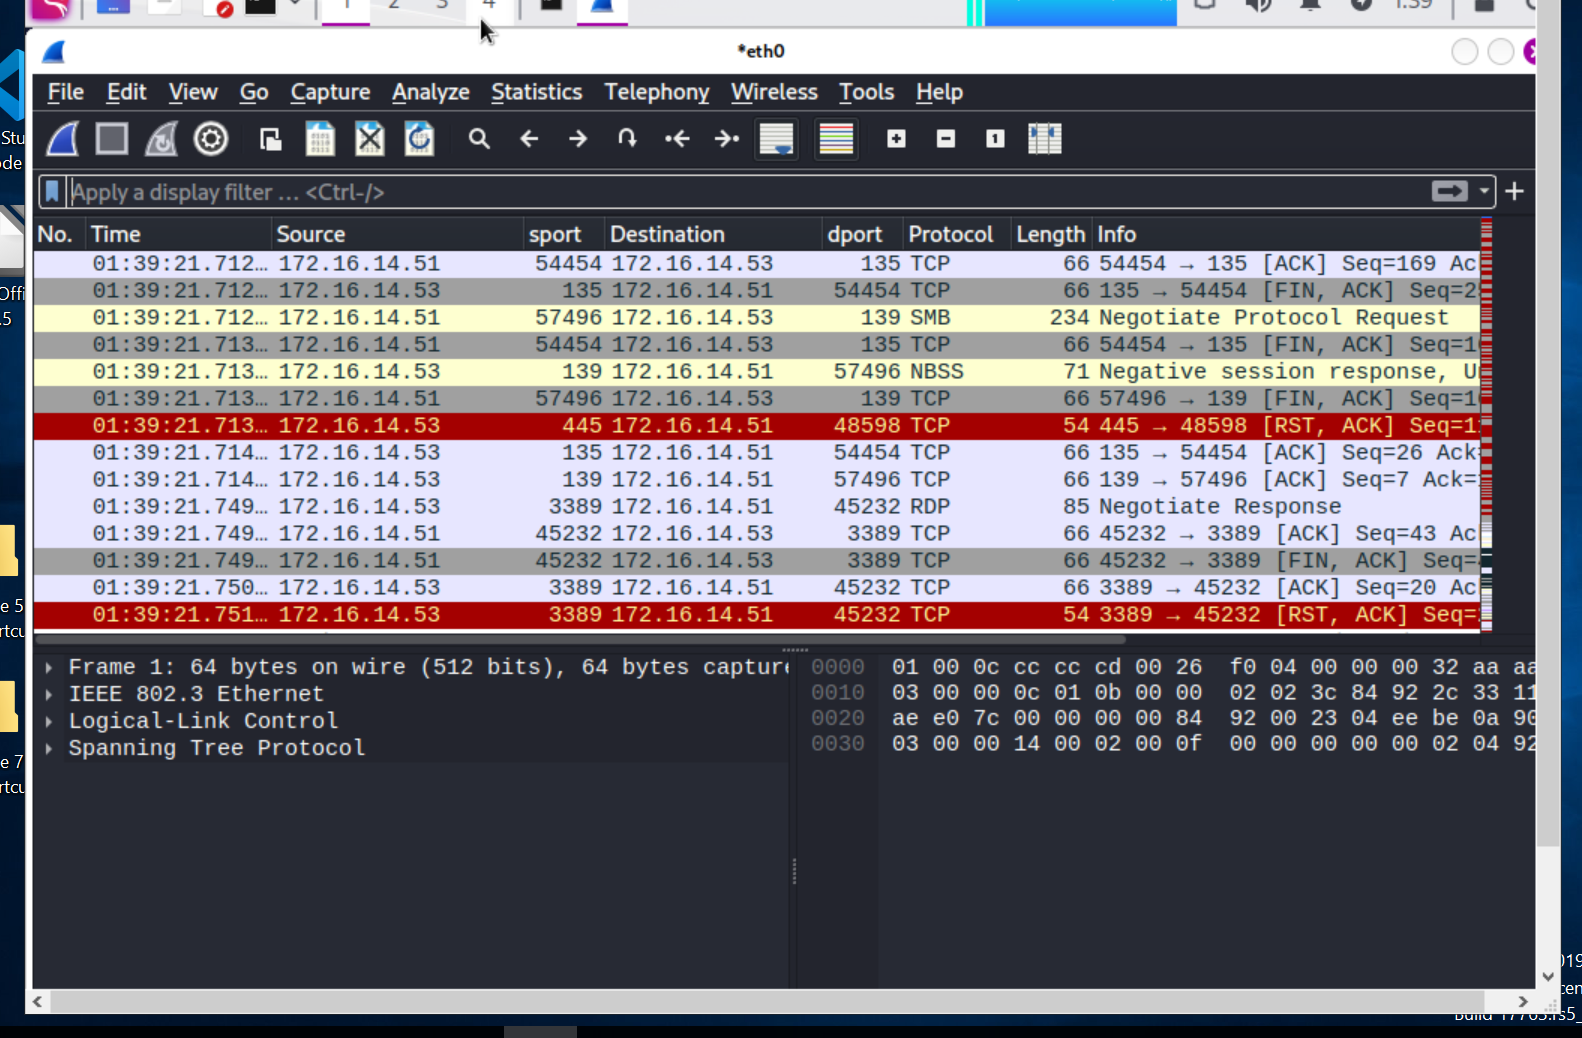 1 2 3 4 1:39
*eth0
File Edit View Go Capture Analyze Statistics Telephony Wireless Tools Help
Apply a display filter … <Ctrl-/>
No. Time Source sport Destination dport Protocol Length Info
01:39:21.712… 172.16.14.51 54454 172.16.14.53 135 TCP 66 54454 → 135 [ACK] Seq=169 Ac
01:39:21.712… 172.16.14.53 135 172.16.14.51 54454 TCP 66 135 → 54454 [FIN, ACK] Seq=2
01:39:21.712… 172.16.14.51 57496 172.16.14.53 139 SMB 234 Negotiate Protocol Request
01:39:21.713… 172.16.14.51 54454 172.16.14.53 135 TCP 66 54454 → 135 [FIN, ACK] Seq=1
01:39:21.713… 172.16.14.53 139 172.16.14.51 57496 NBSS 71 Negative session response, U
01:39:21.713… 172.16.14.51 57496 172.16.14.53 139 TCP 66 57496 → 139 [FIN, ACK] Seq=1
01:39:21.713… 172.16.14.53 445 172.16.14.51 48598 TCP 54 445 → 48598 [RST, ACK] Seq=1
01:39:21.714… 172.16.14.53 135 172.16.14.51 54454 TCP 66 135 → 54454 [ACK] Seq=26 Ack
01:39:21.714… 172.16.14.53 139 172.16.14.51 57496 TCP 66 139 → 57496 [ACK] Seq=7 Ack=
01:39:21.749… 172.16.14.53 3389 172.16.14.51 45232 RDP 85 Negotiate Response
01:39:21.749… 172.16.14.51 45232 172.16.14.53 3389 TCP 66 45232 → 3389 [ACK] Seq=43 Ac
01:39:21.749… 172.16.14.51 45232 172.16.14.53 3389 TCP 66 45232 → 3389 [FIN, ACK] Seq=
01:39:21.750… 172.16.14.53 3389 172.16.14.51 45232 TCP 66 3389 → 45232 [ACK] Seq=20 Ac
01:39:21.751… 172.16.14.53 3389 172.16.14.51 45232 TCP 54 3389 → 45232 [RST, ACK] Seq=
Frame 1: 64 bytes on wire (512 bits), 64 bytes capture
IEEE 802.3 Ethernet
Logical-Link Control
Spanning Tree Protocol
0000 01 00 0c cc cc cd 00 26 f0 04 00 00 00 32 aa aa
0010 03 00 00 0c 01 0b 00 00 02 02 3c 84 92 2c 33 11
0020 ae e0 7c 00 00 00 00 84 92 00 23 04 ee be 0a 90
0030 03 00 00 14 00 02 00 0f 00 00 00 00 00 02 04 92
Stu
ode
Offi
.5
e 5
rtcu
e 7
rtcu
019
cen
Build 17763.rs5_